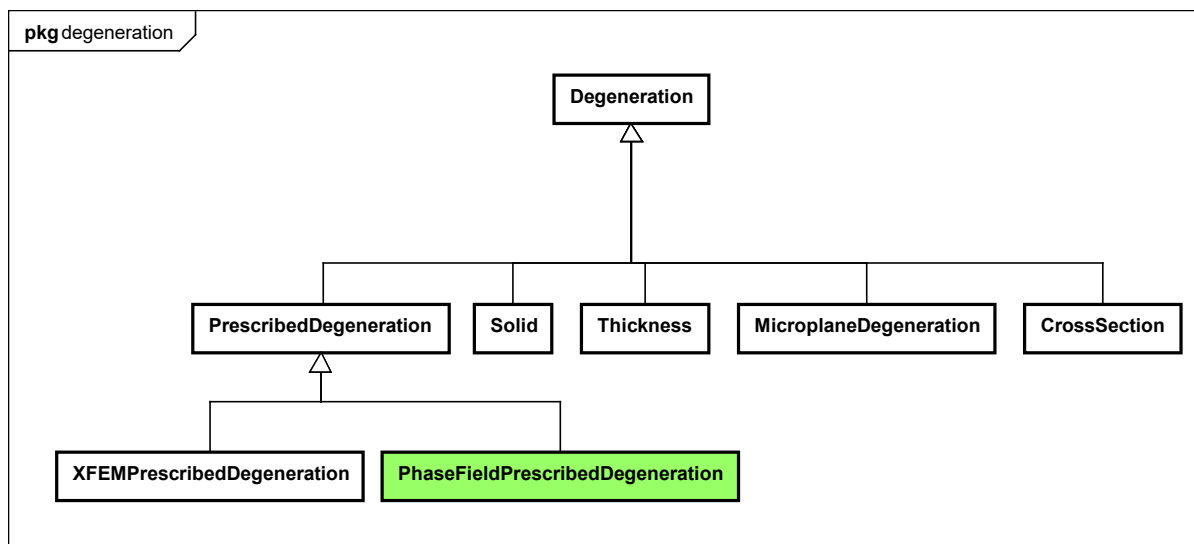 pkg degeneration
Degeneration
PrescribedDegeneration
Solid
Thickness
MicroplaneDegeneration
CrossSection
XFEMPrescribedDegeneration
PhaseFieldPrescribedDegeneration